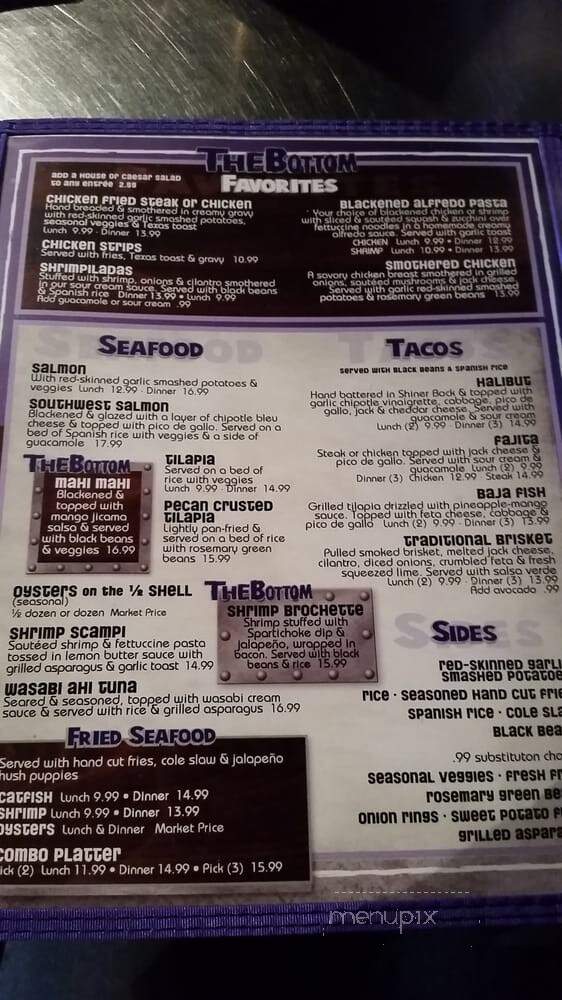 THE BOTTOM
FAVORITES
ADD A HOUSE OR CAESAR SALAD
TO ANY ENTRÉE 2.99
CHICKEN FRIED STEAK OR CHICKEN
Hand breaded & smothered in creamy gravy
with red-skinned garlic smashed potatoes,
seasonal veggies & Texas toast
Lunch 9.99 · Dinner 13.99
CHICKEN STRIPS
Served with fries, Texas toast & gravy 10.99
SHRIMPILADAS
Stuffed with shrimp, onions & cilantro smothered
in our sour cream sauce. Served with black beans
& Spanish rice Dinner 13.99 • Lunch 9.99
Add guacamole or sour cream .99
BLACKENED ALFREDO PASTA
Your choice of blackened chicken or shrimp
with sliced & sautéed squash & zucchini over
fettuccine noodles in a homemade creamy
alfredo sauce. Served with garlic toast
CHICKEN Lunch 9.99 • Dinner 12.99
SHRIMP Lunch 10.99 • Dinner 13.99
SMOTHERED CHICKEN
A savory chicken breast smothered in grilled
onions, sautéed mushrooms & jack cheese.
Served with garlic red-skinned smashed
potatoes & rosemary green beans 13.99
SEAFOOD
SALMON
With red-skinned garlic smashed potatoes &
veggies Lunch 12.99 · Dinner 16.99
SOUTHWEST SALMON
Blackened & glazed with a layer of chipotle bleu
cheese & topped with pico de gallo. Served on a
bed of Spanish rice with veggies & a side of
guacamole 17.99
THE BOTTOM
MAHI MAHI
Blackened &
topped with
mango jicama
salsa & served
with black beans
& veggies 16.99
TILAPIA
Served on a bed of
rice with veggies
Lunch 9.99 · Dinner 14.99
PECAN CRUSTED
TILAPIA
Lightly pan-fried &
served on a bed of rice
with rosemary green
beans 15.99
OYSTERS ON THE ½ SHELL
(seasonal)
½ dozen or dozen Market Price
SHRIMP SCAMPI
Sautéed shrimp & fettuccine pasta
tossed in lemon butter sauce with
grilled asparagus & garlic toast 14.99
THE BOTTOM
SHRIMP BROCHETTE
Shrimp stuffed with
Spartichoke dip &
jalapeño, wrapped in
bacon. Served with black
beans & rice 15.99
WASABI AHI TUNA
Seared & seasoned, topped with wasabi cream
sauce & served with rice & grilled asparagus 16.99
FRIED SEAFOOD
Served with hand cut fries, cole slaw & jalapeño
hush puppies
CATFISH Lunch 9.99 • Dinner 14.99
SHRIMP Lunch 9.99 • Dinner 13.99
OYSTERS Lunch & Dinner Market Price
COMBO PLATTER
ick (2) Lunch 11.99 • Dinner 14.99 • Pick (3) 15.99
TACOS
SERVED WITH BLACK BEANS & SPANISH RICE
HALIBUT
Hand battered in Shiner Bock & topped with
garlic chipotle vinaigrette, cabbage, pico de
gallo, jack & cheddar cheese. Served with
guacamole & sour cream
Lunch (2) 9.99 · Dinner (3) 14.99
FAJITA
Steak or chicken topped with jack cheese &
pico de gallo. Served with sour cream &
guacamole Lunch (2) 9.99
Dinner (3) Chicken 12.99 · Steak 14.99
BAJA FISH
Grilled tilapia drizzled with pineapple-mango
sauce. Topped with feta cheese, cabbage &
pico de gallo Lunch (2) 9.99 · Dinner (3) 13.99
TRADITIONAL BRISKET
Pulled smoked brisket, melted jack cheese,
cilantro, diced onions, crumbled feta & fresh
squeezed lime. Served with salsa verde
Lunch (2) 9.99 · Dinner (3) 13.99
Add avocado .99
SIDES
RED-SKINNED GARLI
SMASHED POTATOE
RICE · SEASONED HAND CUT FRIE
SPANISH RICE · COLE SLA
BLACK BEA
.99 substituton cha
SEASONAL VEGGIES · FRESH FR
ROSEMARY GREEN BE
ONION RINGS · SWEET POTATO F
GRILLED ASPARA
menupix